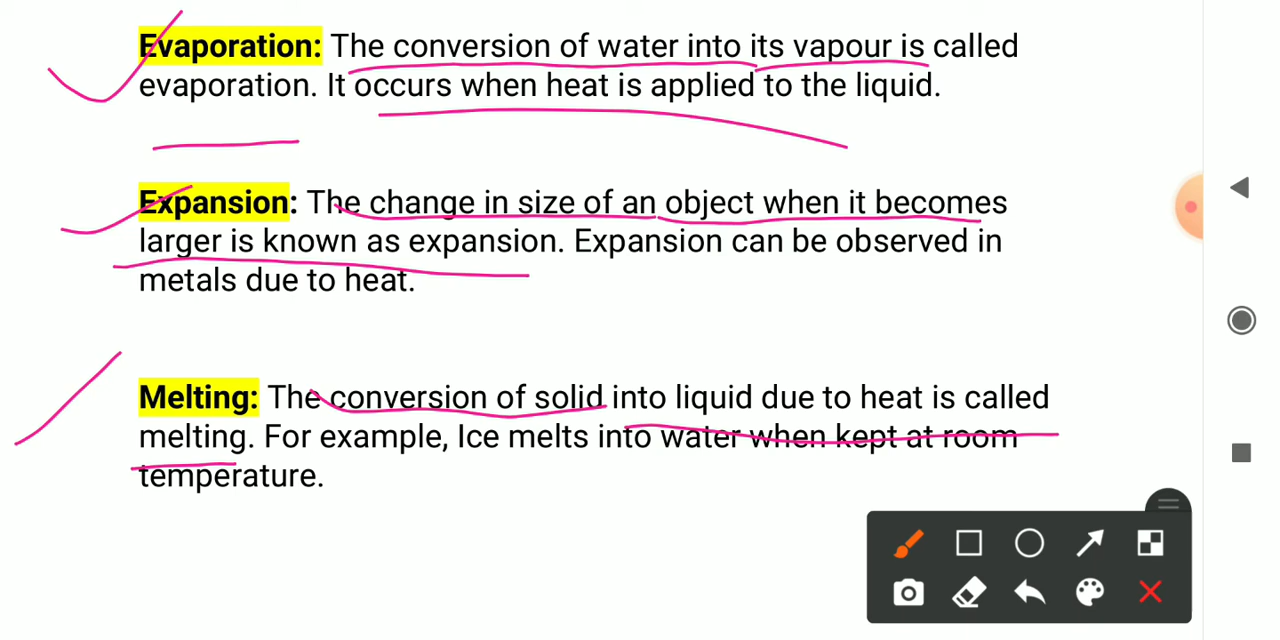 Evaporation: The conversion of water into its vapour is called
evaporation. It occurs when heat is applied to the liquid.
Expansion: The change in size of an object when it becomes
larger is known as expansion. Expansion can be observed in
metals due to heat.
Melting: The conversion of solid into liquid due to heat is called
melting. For example, Ice melts into water when kept at room
temperature.